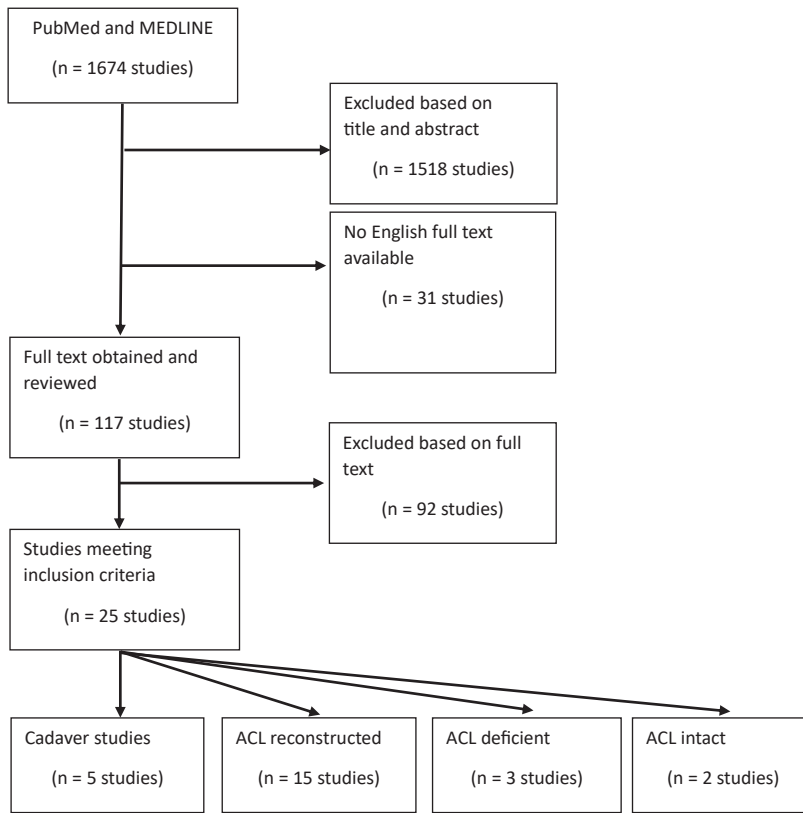 PubMed and MEDLINE
(n = 1674 studies)
Excluded based on
title and abstract
(n = 1518 studies)
No English full text
available
(n = 31 studies)
Full text obtained and
reviewed
(n = 117 studies)
Excluded based on full
text
(n = 92 studies)
Studies meeting
inclusion criteria
(n = 25 studies)
Cadaver studies
(n = 5 studies)
ACL reconstructed
(n = 15 studies)
ACL deficient
(n = 3 studies)
ACL intact
(n = 2 studies)